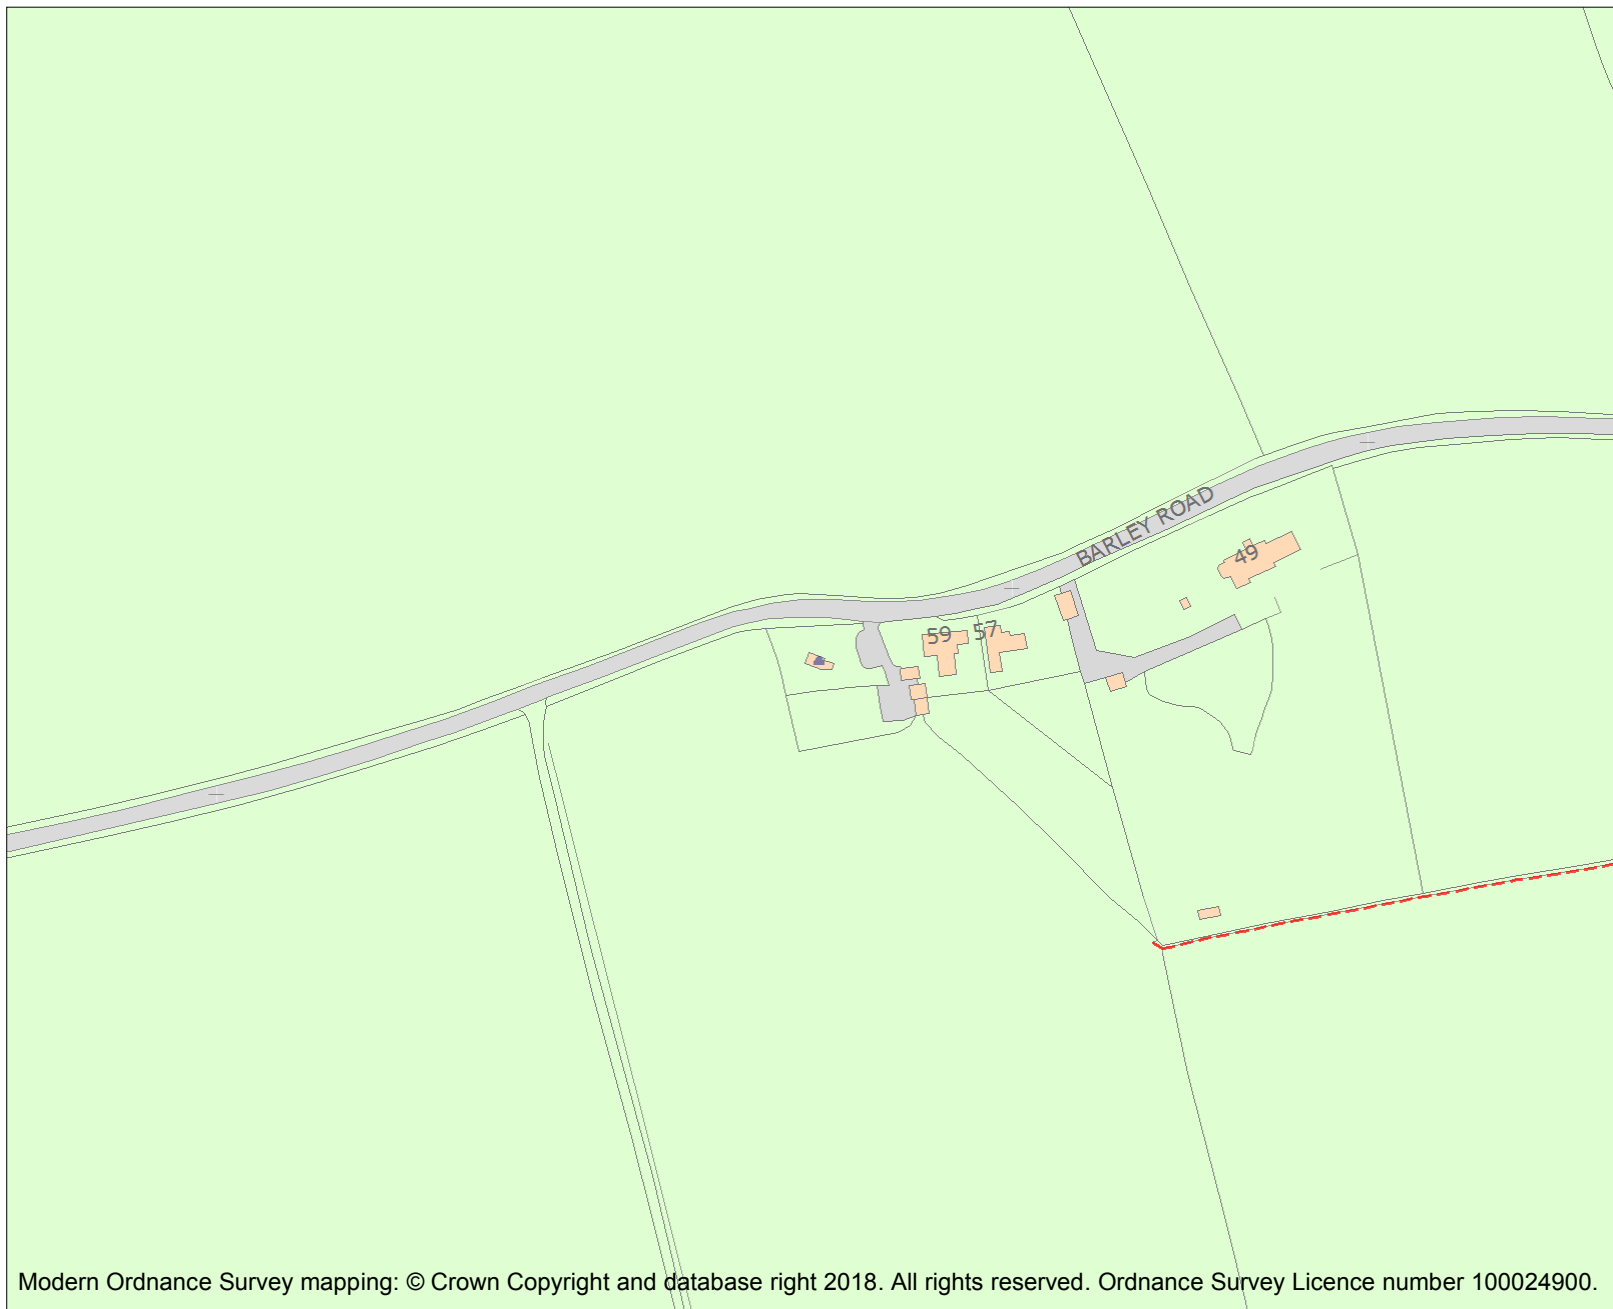 BARLEY ROAD
49
59
57
Modern Ordnance Survey mapping: © Crown Copyright and database right 2018. All rights reserved. Ordnance Survey Licence number 100024900.